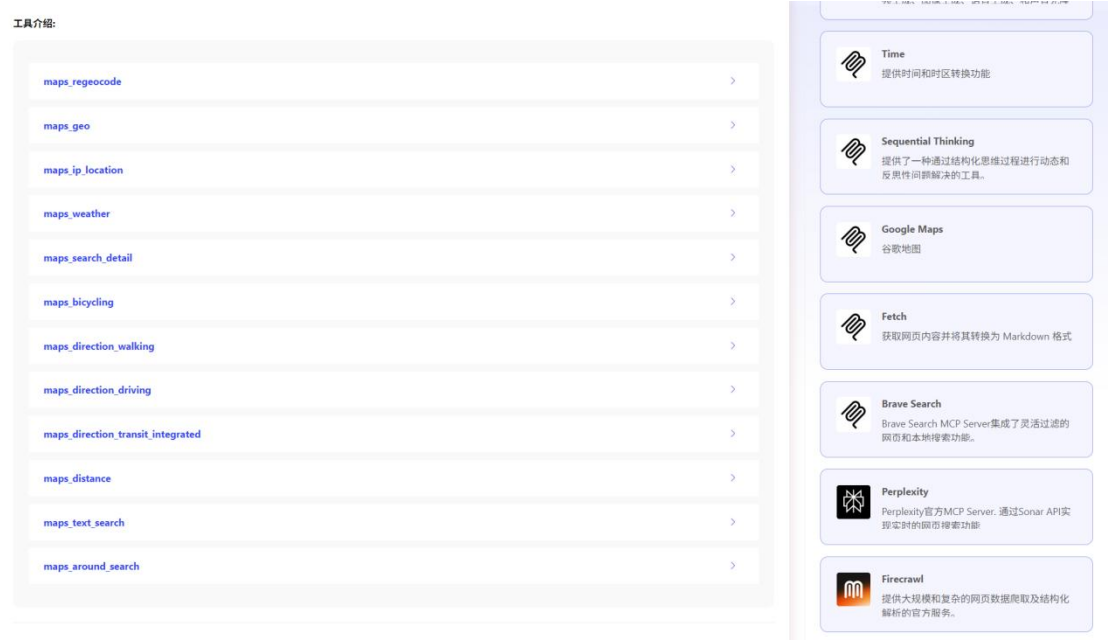 工具介绍:
maps_regeocode
maps_geo
maps_ip_location
maps_weather
maps_search_detail
maps_bicycling
maps_direction_walking
maps_direction_driving
maps_direction_transit_integrated
maps_distance
maps_text_search
maps_around_search
Time
提供时间和时区转换功能
Sequential Thinking
提供了一种通过结构化思维过程进行动态和
反思性问题解决的工具。
Google Maps
谷歌地图
Fetch
获取网页内容并将其转换为 Markdown 格式
Brave Search
Brave Search MCP Server集成了灵活过滤的
网页和本地搜索功能。
Perplexity
Perplexity官方MCP Server. 通过Sonar API实
现实时的网页搜索功能
Firecrawl
提供大规模和复杂的网页数据爬取及结构化
解析的官方服务。